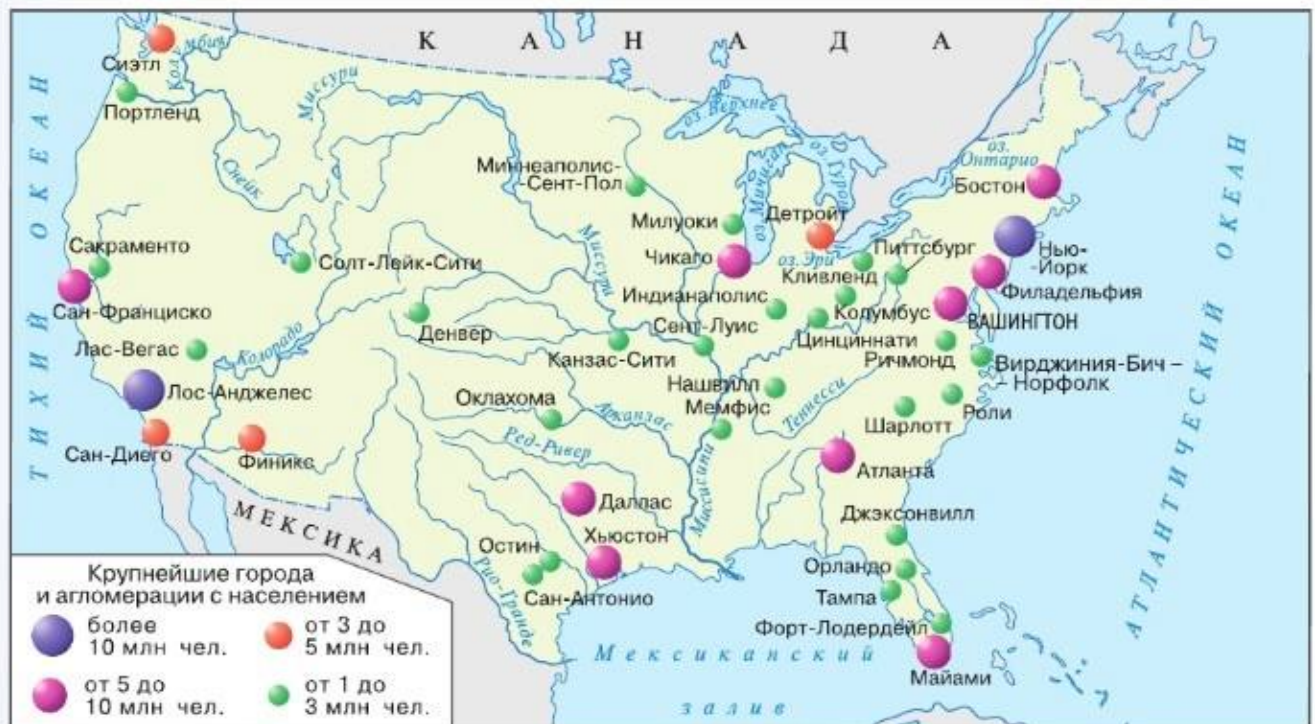 КАНАДА
ТИХИЙ ОКЕАН
АТЛАНТИЧЕСКИЙ ОКЕАН
Сиэтл
Колумбия
Портленд
Миссури
Снейк
оз. Верхнее
Миннеаполис-
-Сент-Пол
оз. Мичиган
оз. Гурон
оз.
Онтарио
Бостон
Милуоки
Детройт
Сакраменто
Солт-Лейк-Сити
Миссури
Чикаго
оз. Эри
Питтсбург
Нью-
-Йорк
Кливленд
Сан-Франциско
Индианаполис
Филадельфия
Денвер
Сент-Луис
Колумбус
ВАШИНГТОН
Цинциннати
Лас-Вегас
Колорадо
Канзас-Сити
Ричмонд
Вирджиния-Бич –
– Норфолк
Лос-Анджелес
Нашвилл
Оклахома
Арканзас
Мемфис
Теннесси
Роли
Шарлотт
Сан-Диего
Финикс
Ред-Ривер
Миссисипи
Атланта
МЕКСИКА
Даллас
Хьюстон
Джэксонвилл
Остин
Рио-Гранде
Сан-Антонио
Орландо
Тампа
Форт-Лодердейл
Мексиканский
залив
Майами
Крупнейшие города
и агломерации с населением
более
10 млн чел.
от 3 до
5 млн чел.
от 5 до
10 млн чел.
от 1 до
3 млн чел.